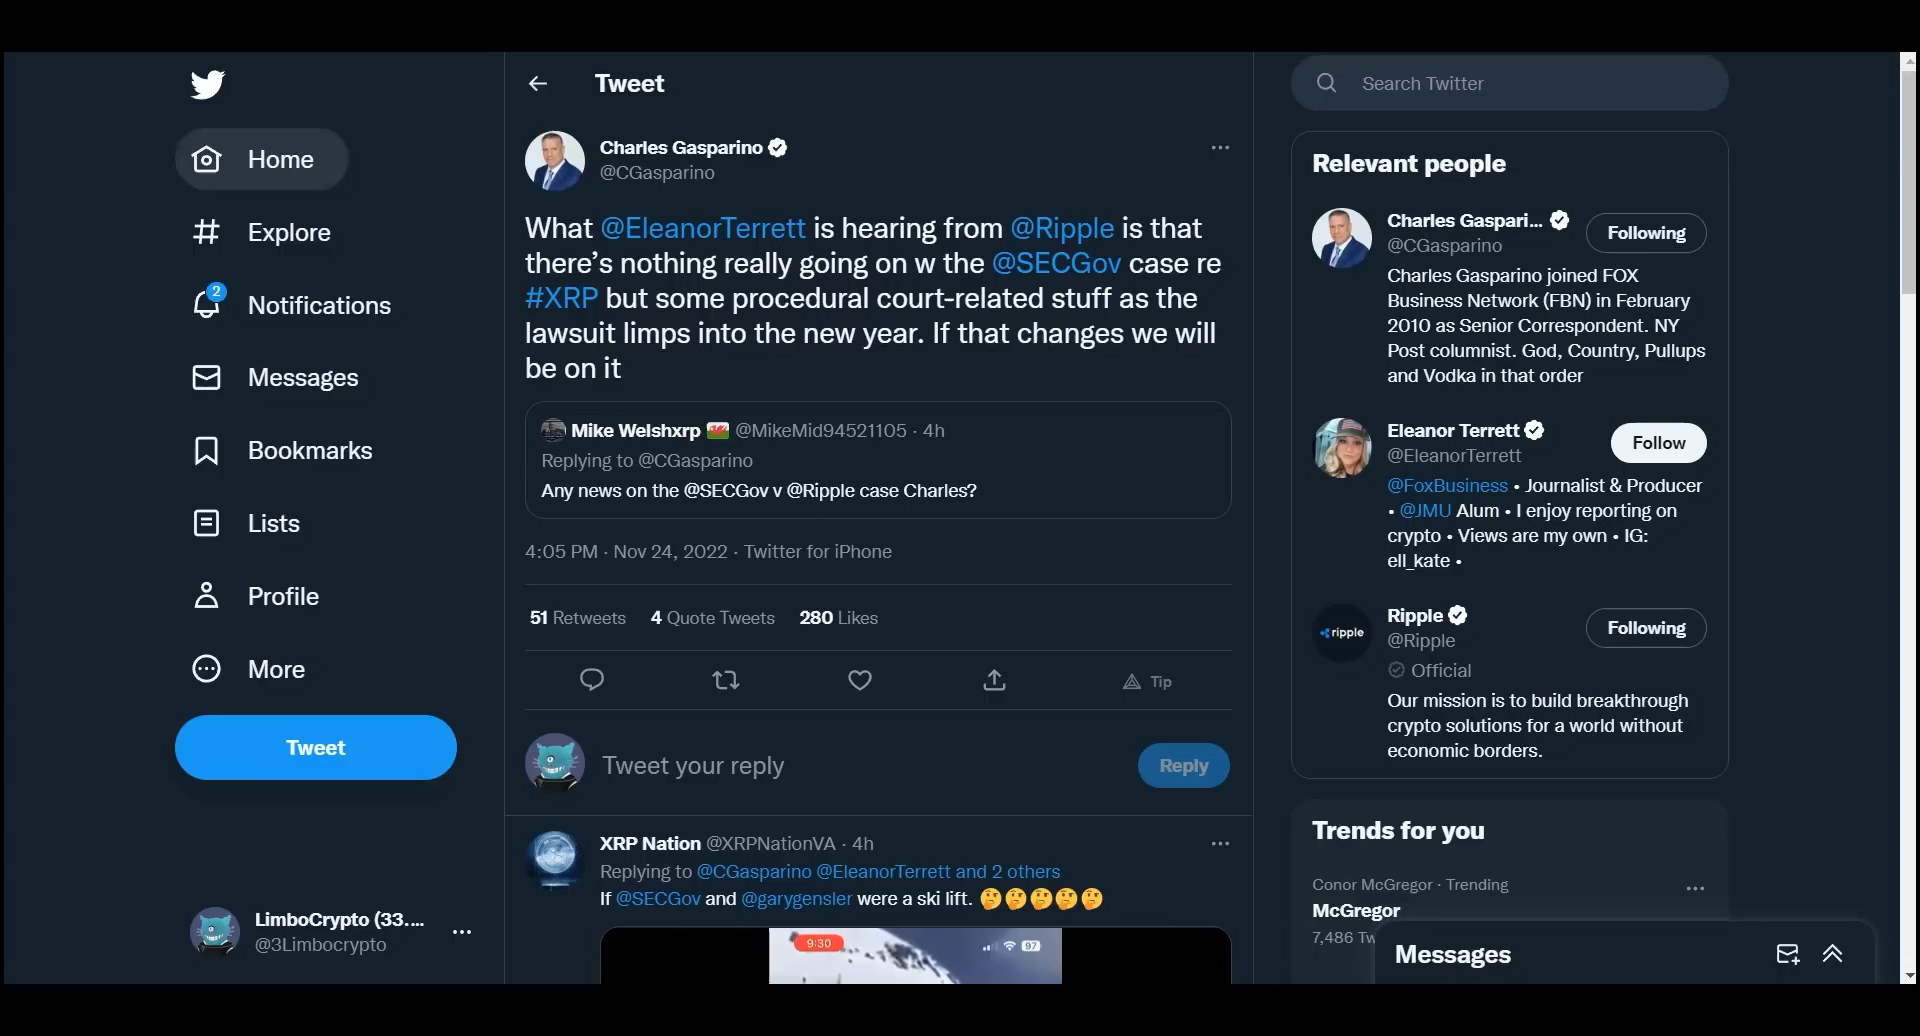 Home
Explore
2
Notifications
Messages
Bookmarks
Lists
Profile
More
Tweet
LimboCrypto (33....
@3Limbocrypto
Tweet
Charles Gasparino
@CGasparino
What @EleanorTerrett is hearing from @Ripple is that
there’s nothing really going on w the @SECGov case re
#XRP but some procedural court-related stuff as the
lawsuit limps into the new year. If that changes we will
be on it
Mike Welshxrp 🏴󠁧󠁢󠁷󠁬󠁳󠁿 @MikeMid94521105 · 4h
Replying to @CGasparino
Any news on the @SECGov v @Ripple case Charles?
4:05 PM · Nov 24, 2022 · Twitter for iPhone
51 Retweets 4 Quote Tweets 280 Likes
Tip
Tweet your reply
Reply
XRP Nation @XRPNationVA · 4h
Replying to @CGasparino @EleanorTerrett and 2 others
If @SECGov and @garygensler were a ski lift. 🤔🤔🤔🤔🤔
9:30
97
Search Twitter
Relevant people
Charles Gaspari...
Following
@CGasparino
Charles Gasparino joined FOX
Business Network (FBN) in February
2010 as Senior Correspondent. NY
Post columnist. God, Country, Pullups
and Vodka in that order
Eleanor Terrett
Follow
@EleanorTerrett
@FoxBusiness • Journalist & Producer
• @JMU Alum • I enjoy reporting on
crypto • Views are my own • IG:
ell_kate •
ripple
Ripple
Following
@Ripple
Official
Our mission is to build breakthrough
crypto solutions for a world without
economic borders.
Trends for you
Conor McGregor · Trending
McGregor
7,486 Tw
Messages